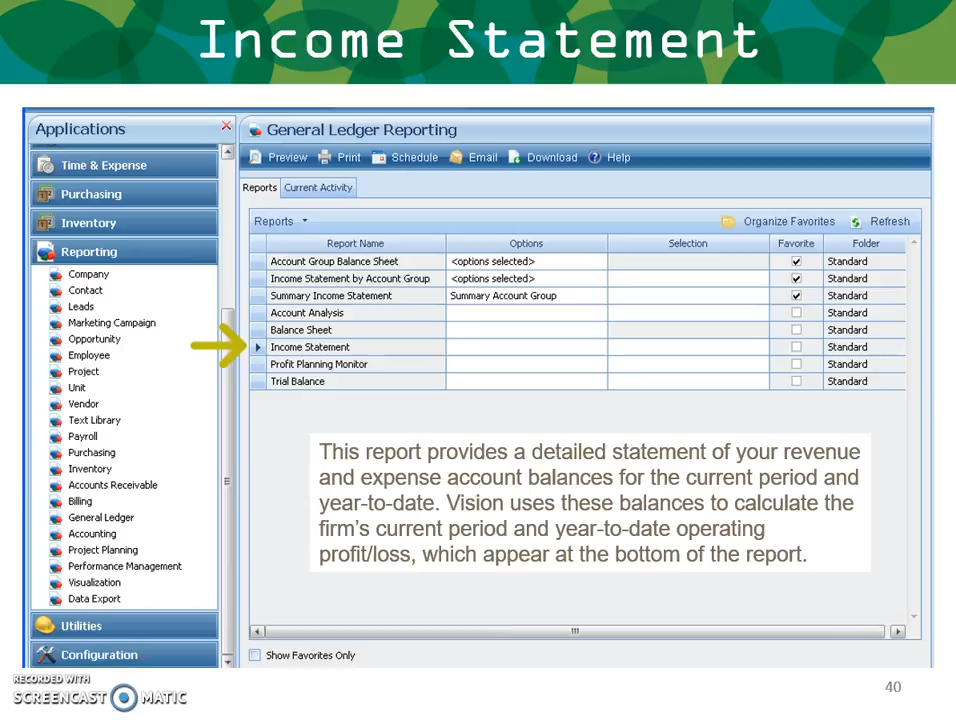 Income Statement
Applications
Time & Expense
Purchasing
Inventory
Reporting
Company
Contact
Leads
Marketing Campaign
Opportunity
Employee
Project
Unit
Vendor
Text Library
Payroll
Purchasing
Inventory
Accounts Receivable
Billing
General Ledger
Accounting
Project Planning
Performance Management
Visualization
Data Export
Utilities
Configuration
General Ledger Reporting
Preview Print Schedule Email Download Help
Reports Current Activity
Reports Organize Favorites Refresh
Report Name Options Selection Favorite Folder
Account Group Balance Sheet <options selected> Standard
Income Statement by Account Group <options selected> Standard
Summary Income Statement Summary Account Group Standard
Account Analysis Standard
Balance Sheet Standard
Income Statement Standard
Profit Planning Monitor Standard
Trial Balance Standard
This report provides a detailed statement of your revenue
and expense account balances for the current period and
year-to-date. Vision uses these balances to calculate the
firm's current period and year-to-date operating
profit/loss, which appear at the bottom of the report.
Show Favorites Only
RECORDED WITH
SCREENCAST MATIC
40